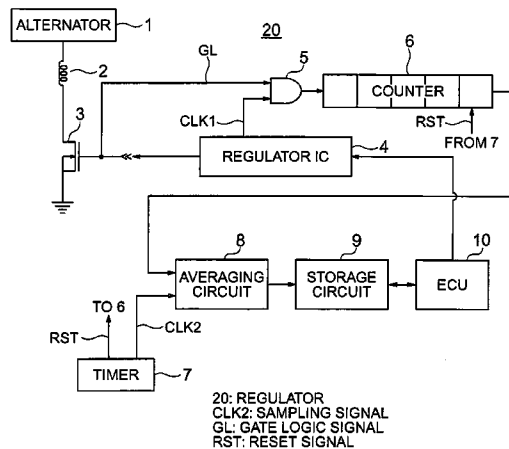 ALTERNATOR
1
20
6
2
GL
5
COUNTER
3
CLK1
RST
FROM 7
REGULATOR IC
4
8
9
10
AVERAGING
CIRCUIT
STORAGE
CIRCUIT
ECU
TO 6
RST
CLK2
TIMER
7
20: REGULATOR
CLK2: SAMPLING SIGNAL
GL: GATE LOGIC SIGNAL
RST: RESET SIGNAL